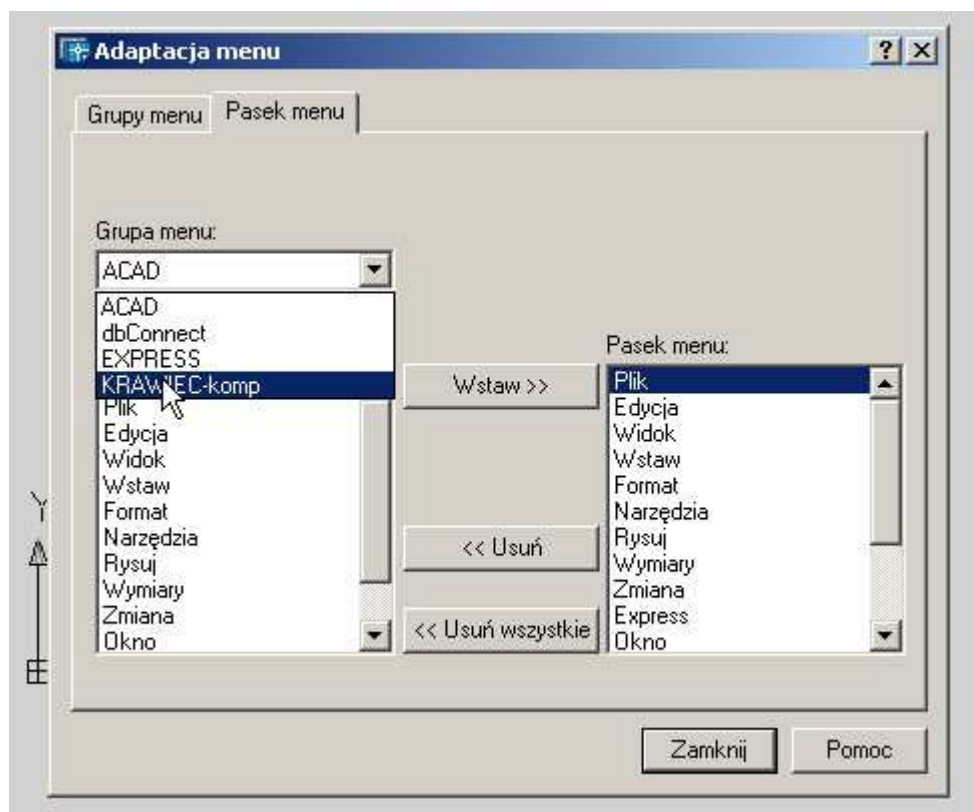 Adaptacja menu
Grupy menu
Pasek menu
Grupa menu:
ACAD
ACAD
dbConnect
EXPRESS
KRAWIEC-komp
Plik
Edycja
Widok
Wstaw
Format
Narzędzia
Rysuj
Wymiary
Zmiana
Okno
Wstaw >>
<< Usuń
<< Usuń wszystkie
Pasek menu:
Plik
Edycja
Widok
Wstaw
Format
Narzędzia
Rysuj
Wymiary
Zmiana
Express
Okno
Zamknij
Pomoc
Y